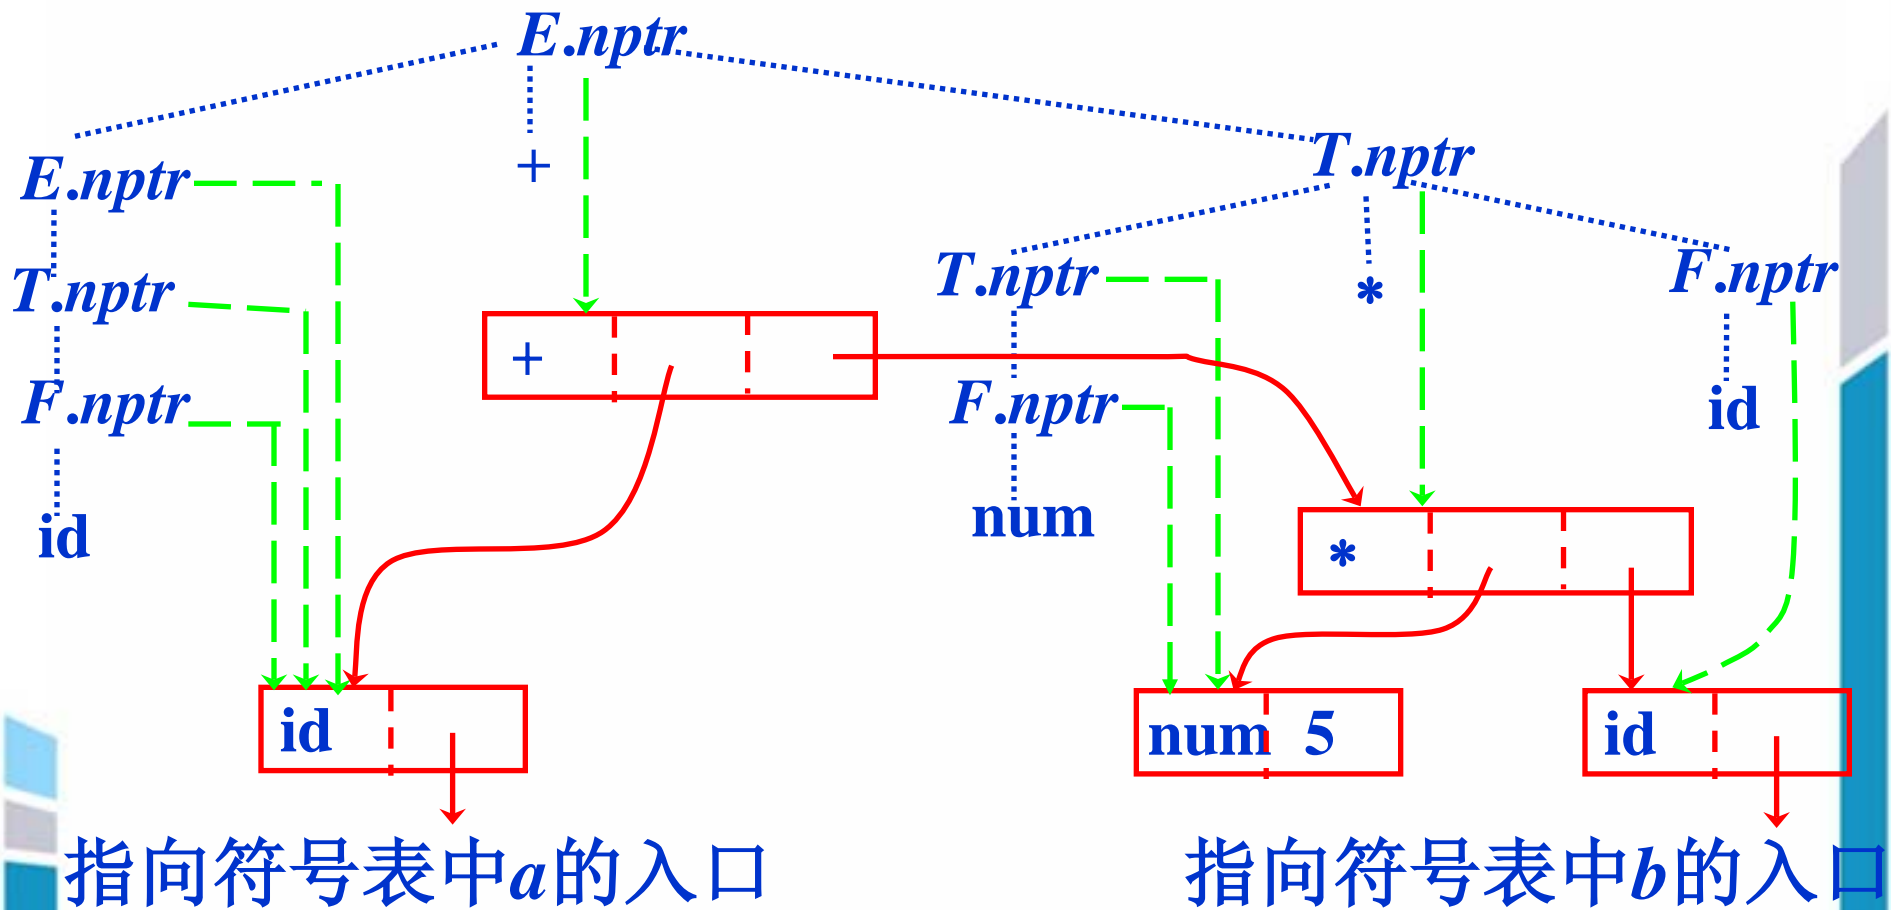 E.nptr
+
E.nptr
T.nptr
T.nptr
*
F.nptr
T.nptr
+
F.nptr
F.nptr
id
num
id
*
id
num 5
id
指向符号表中a的入口
指向符号表中b的入口